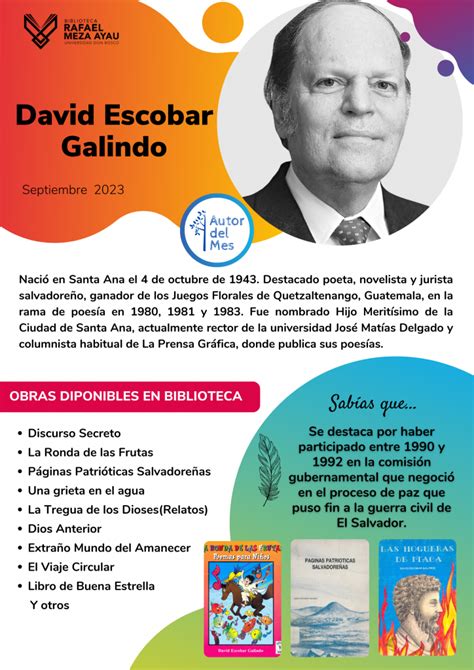 BIBLIOTECA
RAFAEL
MEZA AYAU
UNIVERSIDAD DON BOSCO
David Escobar
Galindo
Septiembre 2023
Autor
del
Mes
Nació en Santa Ana el 4 de octubre de 1943. Destacado poeta, novelista y jurista
salvadoreño, ganador de los Juegos Florales de Quetzaltenango, Guatemala, en la
rama de poesía en 1980, 1981 y 1983. Fue nombrado Hijo Meritísimo de la
Ciudad de Santa Ana, actualmente rector de la universidad José Matías Delgado y
columnista habitual de La Prensa Gráfica, donde publica sus poesías.
OBRAS DIPONIBLES EN BIBLIOTECA
Discurso Secreto
La Ronda de las Frutas
Páginas Patrióticas Salvadoreñas
Una grieta en el agua
La Tregua de los Dioses(Relatos)
Dios Anterior
Extraño Mundo del Amanecer
El Viaje Circular
Libro de Buena Estrella
Y otros
Sabías que...
Se destaca por haber
participado entre 1990 y
1992 en la comisión
gubernamental que negoció
en el proceso de paz que
puso fin a la guerra civil de
El Salvador.
A RONDA DE LAS FRUTA
Poemas para Niños
David Escobar Galindo
PAGINAS PATRIOTICAS
SALVADOREÑAS
LAS HOGUERAS
DE ITACA